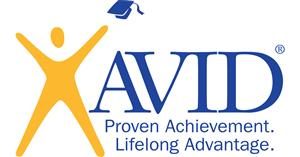 AVID®
Proven Achievement.
Lifelong Advantage.